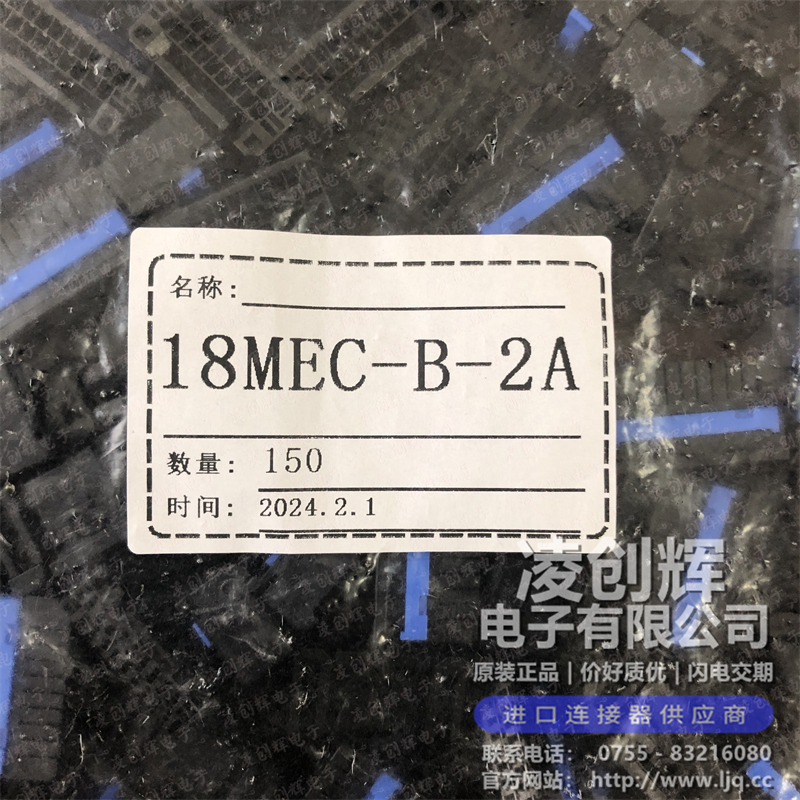 名称:
18MEC-B-2A
数量: 150
时间: 2024.2.1
凌创辉
电子有限公司
原装正品 | 价好质优 | 闪电交期
进口连接器供应商
联系电话: 0755 - 83216080
官方网站: http://www.ljq.cc